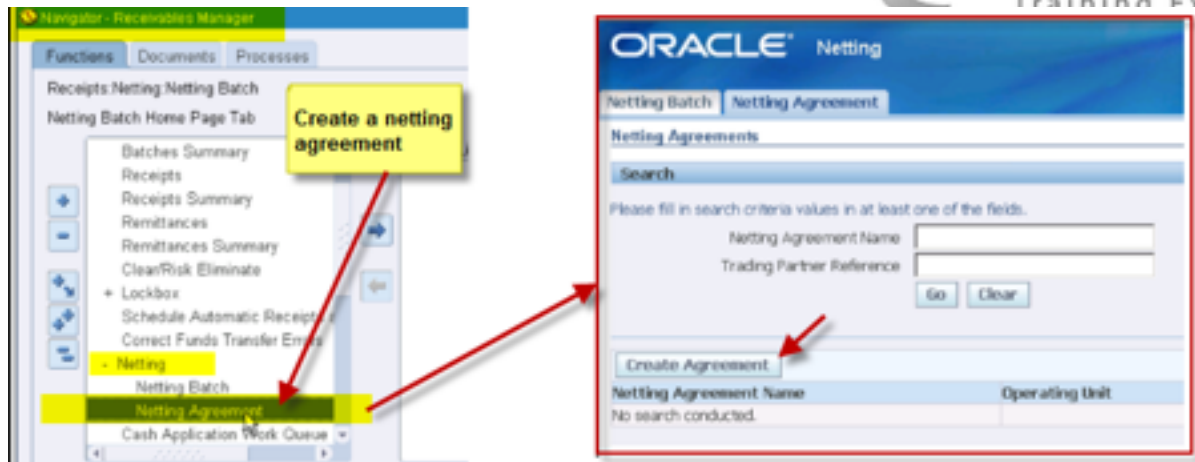 Navigator - Receivables Manager
Functions Documents Processes
Receipts:Netting:Netting Batch
Netting Batch Home Page Tab
Create a netting
agreement
Batches Summary
Receipts
Receipts Summary
Remittances
Remittances Summary
Clear/Risk Eliminate
+ Lockbox
Schedule Automatic Receipts
Correct Funds Transfer Errors
- Netting
Netting Batch
Netting Agreement
Cash Application Work Queue
Training
ORACLE Netting
Netting Batch Netting Agreement
Netting Agreements
Search
Please fill in search criteria values in at least one of the fields.
Netting Agreement Name
Trading Partner Reference
Go Clear
Create Agreement
Netting Agreement Name Operating Unit
No search conducted.